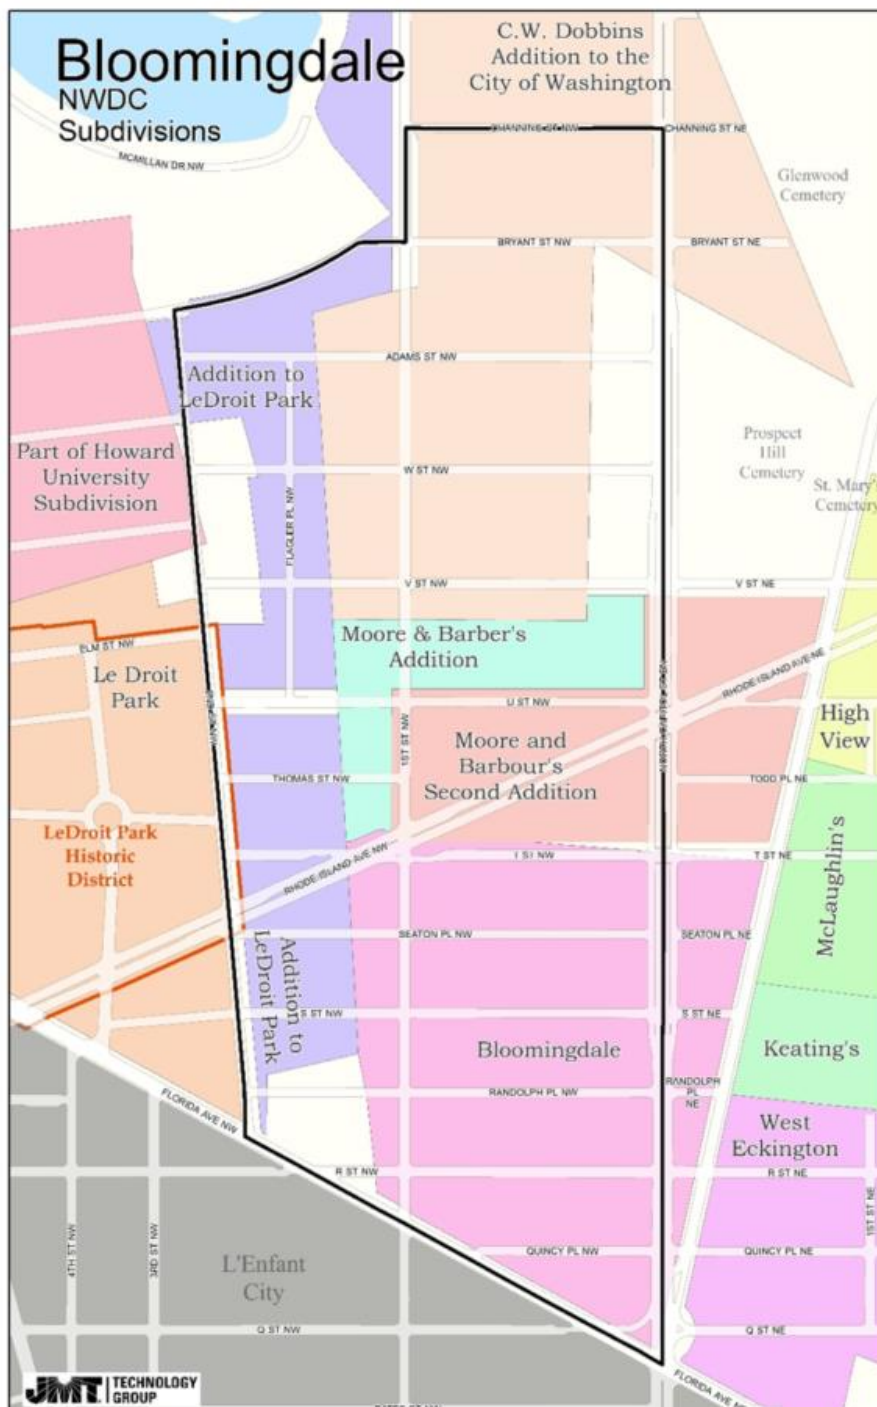 Bloomingdale
NWDC
Subdivisions
C.W. Dobbins
Addition to the
City of Washington
CHANNING ST NW
CHANNING ST NE
MCMILLAN DR NW
Glenwood
Cemetery
BRYANT ST NW
BRYANT ST NE
ADAMS ST NW
Addition to
LeDroit Park
Part of Howard
University
Subdivision
W ST NW
Prospect
Hill
Cemetery
St. Mary's
Cemetery
FLAGLER PL NW
V ST NW
V ST NE
Moore & Barber's
Addition
ELM ST NW
Le Droit
Park
RHODE ISLAND AVE NE
U ST NW
1ST ST NW
High
View
Moore and
Barbour's
Second Addition
THOMAS ST NW
TODD PL NE
LeDroit Park
Historic
District
RHODE ISLAND AVE NW
T ST NE
McLaughlin's
SEATON PL NW
SEATON PL NE
Addition to
LeDroit Park
S ST NW
S ST NE
Bloomingdale
Keating's
RANDOLPH PL NW
RANDOLPH
PL
NE
FLORIDA AVE NW
West
Eckington
R ST NW
R ST NE
1ST ST NE
4TH ST NW
3RD ST NW
QUINCY PL NW
QUINCY PL NE
L'Enfant
City
Q ST NW
Q ST NE
FLORIDA AVE
JMT TECHNOLOGY
GROUP